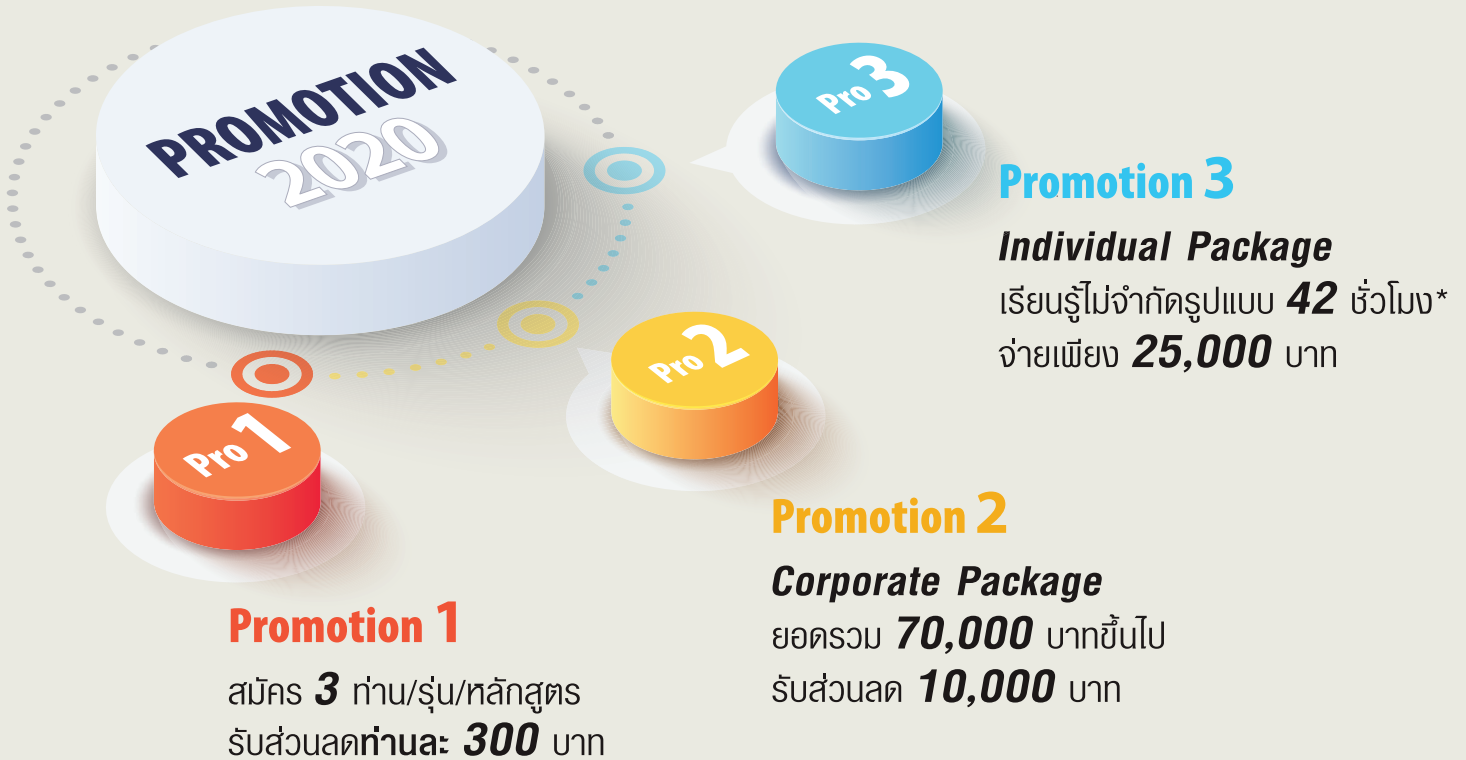 PROMOTION
2020
Pro 1
Promotion 1
สมัคร 3 ท่าน/รุ่น/หลักสูตร
รับส่วนลดท่านละ 300 บาท
Pro 2
Promotion 2
Corporate Package
ยอดรวม 70,000 บาทขึ้นไป
รับส่วนลด 10,000 บาท
Pro 3
Promotion 3
Individual Package
เรียนรู้ไม่จำกัดรูปแบบ 42 ชั่วโมง*
จ่ายเพียง 25,000 บาท